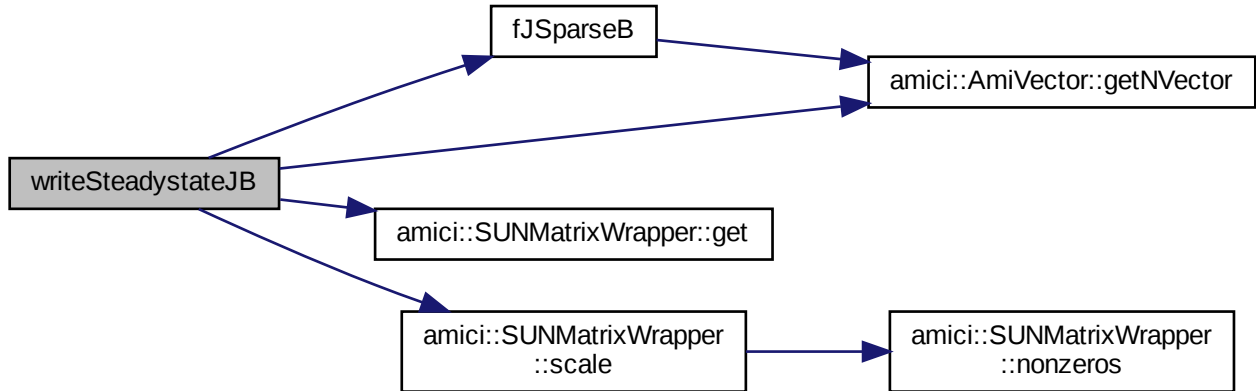 fJSparseB
amici::AmiVector::getNVector
writeSteadystateJB
amici::SUNMatrixWrapper::get
amici::SUNMatrixWrapper
::scale
amici::SUNMatrixWrapper
::nonzeros